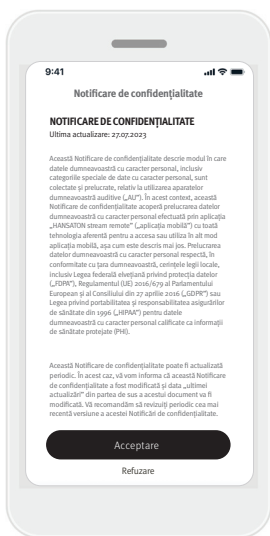 9:41
Notificare de confidențialitate
NOTIFICARE DE CONFIDENȚIALITATE
Ultima actualizare: 27.07.2023
Această Notificare de confidențialitate descrie modul în care
datele dumneavoastră cu caracter personal, inclusiv
categoriile speciale de date cu caracter personal, sunt
colectate și prelucrate, relativ la utilizarea aparatelor
dumneavoastră auditive („AU”). În acest context, această
Notificare de confidențialitate acoperă prelucrarea datelor
dumneavoastră cu caracter personal efectuată prin aplicația
„HANSATON stream remote” („aplicația mobilă”) cu toată
tehnologia aferentă pentru a accesa sau utiliza în alt mod
aplicația mobilă, așa cum este descris mai jos. Prelucrarea
datelor dumneavoastră cu caracter personal respectă, în
conformitate cu țara dumneavoastră, cerințele legii locale,
inclusiv Legea federală elvețiană privind protecția datelor
(„FDPA”), Regulamentul (UE) 2016/679 al Parlamentului
European și al Consiliului din 27 aprilie 2016 („GDPR”) sau
Legea privind portabilitatea și responsabilitatea asigurărilor
de sănătate din 1996 („HIPAA”) pentru datele
dumneavoastră cu caracter personal calificate ca informații
de sănătate protejate (PHI).
Această Notificare de confidențialitate poate fi actualizată
periodic. În acest caz, vă vom informa că această Notificare
de confidențialitate a fost modificată și data „ultimei
actualizări” din partea de sus a acestui document va fi
modificată. Vă recomandăm să revizuiți periodic cea mai
recentă versiune a acestei Notificări de confidențialitate.
Acceptare
Refuzare